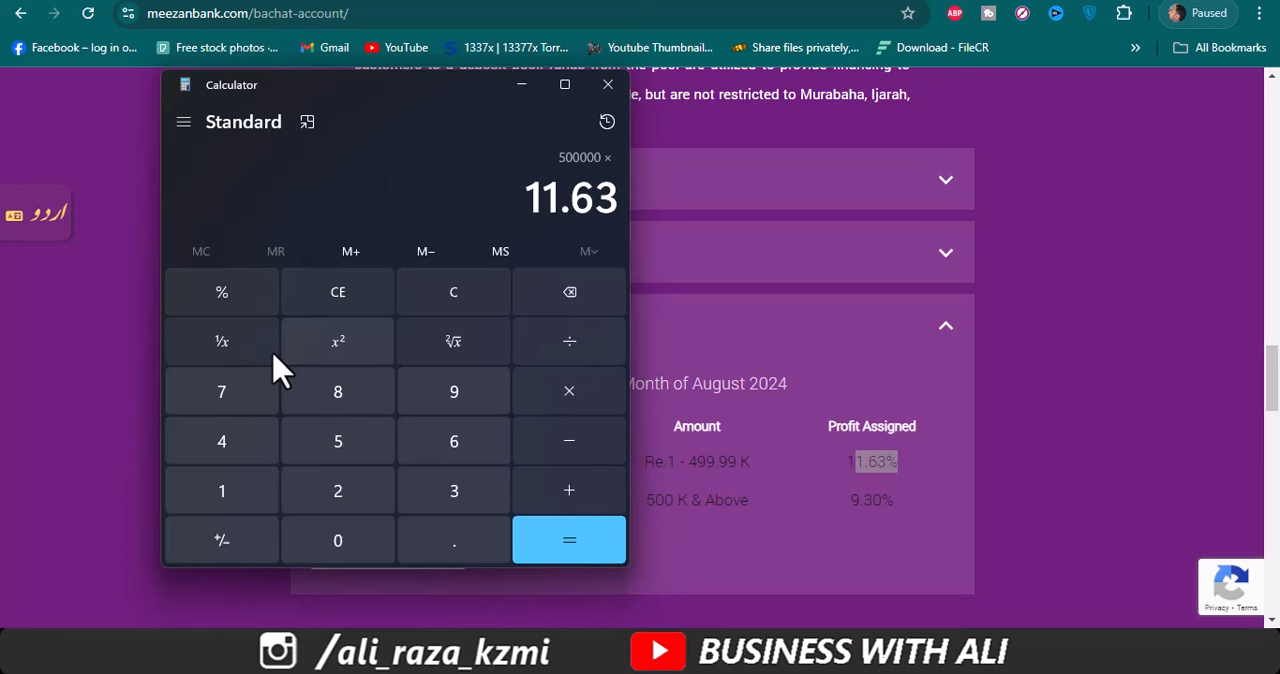 meezanbank.com/bachat-account/
ABP
Paused
Facebook – log in o...
Free stock photos -...
Gmail
YouTube
1337x | 13377x Torr...
Youtube Thumbnail...
Share files privately,...
Download - FileCR
All Bookmarks
Calculator
le, but are not restricted to Murabaha, Ijarah,
Standard
500000 ×
11.63
اردو
MC MR M+ M− MS M
% CE C
¹/x x² ²√x ÷
7 8 9 ×
4 5 6 −
1 2 3 +
+/− 0 . =
Month of August 2024
Amount Profit Assigned
Re.1 - 499.99 K 11.63%
500 K & Above 9.30%
Privacy - Terms
/ali_raza_kzmi
BUSINESS WITH ALI